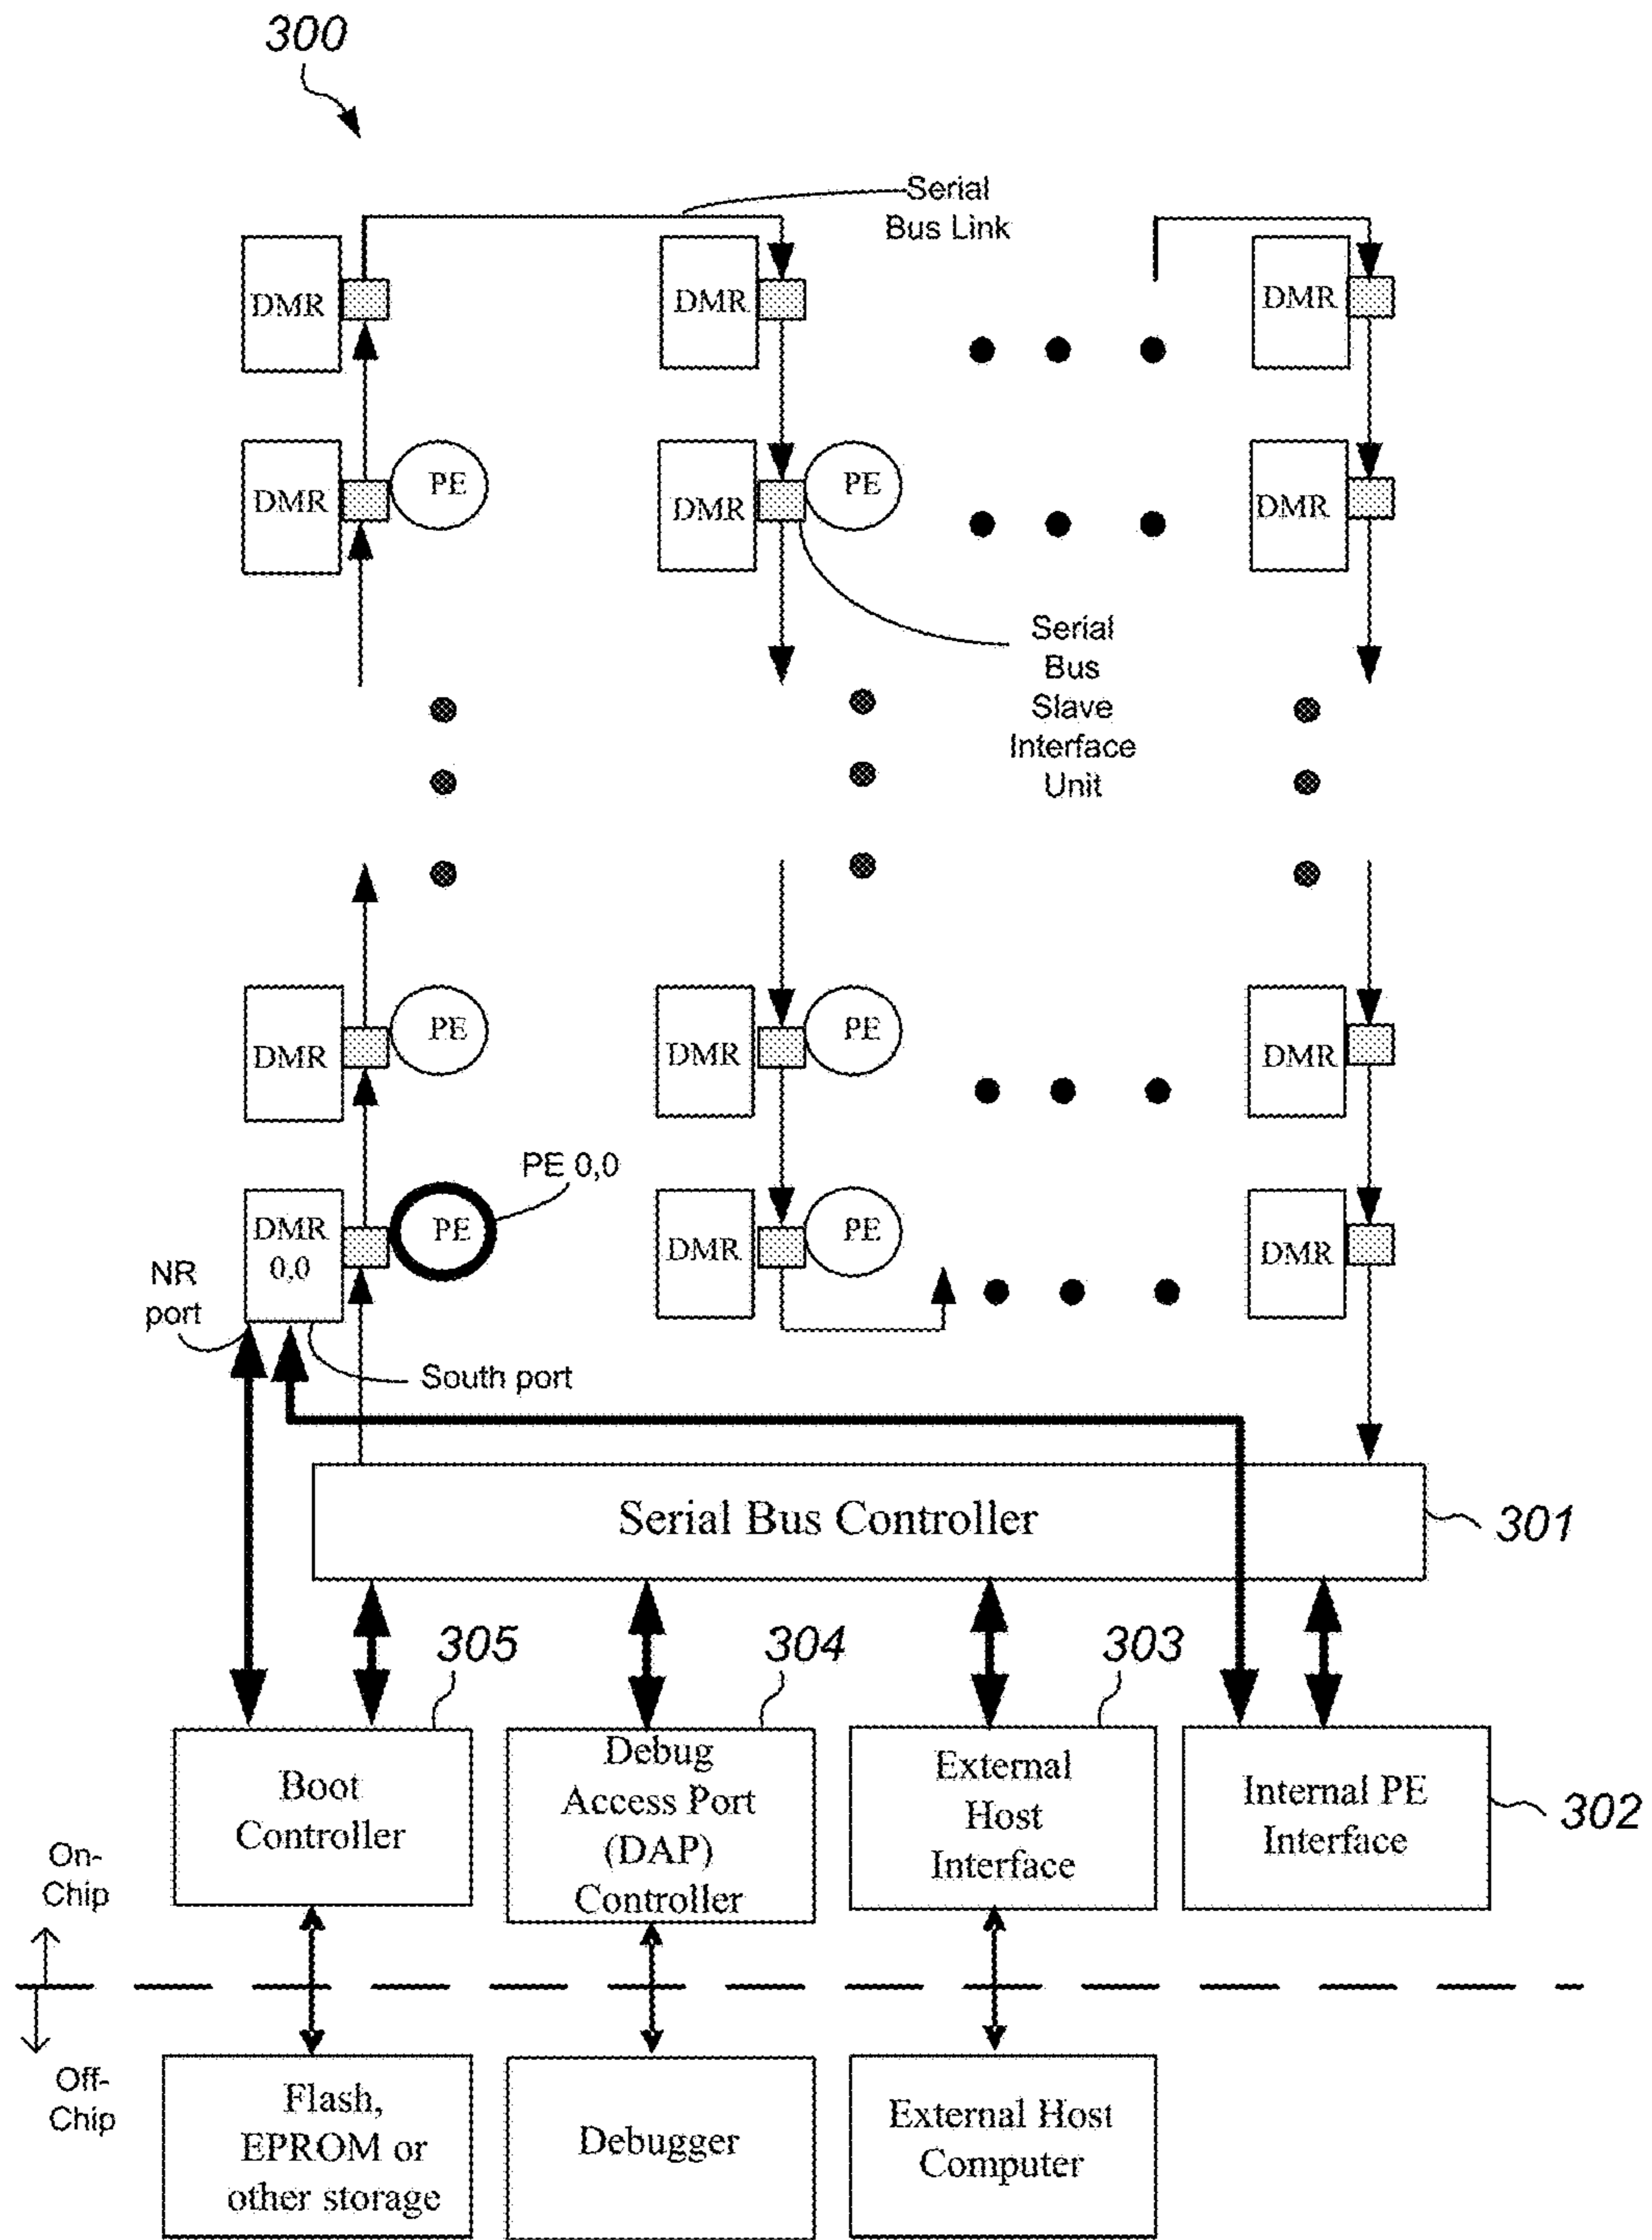 300
Serial
Bus Link
DMR
DMR
DMR
DMR
PE
DMR
PE
DMR
Serial
Bus
Slave
Interface
Unit
DMR
PE
DMR
PE
DMR
PE 0,0
DMR
0,0
PE
DMR
PE
DMR
NR
port
South port
Serial Bus Controller
301
305
304
303
Boot
Controller
Debug
Access Port
(DAP)
Controller
External
Host
Interface
Internal PE
Interface
302
On-
Chip
Off-
Chip
Flash,
EPROM or
other storage
Debugger
External Host
Computer